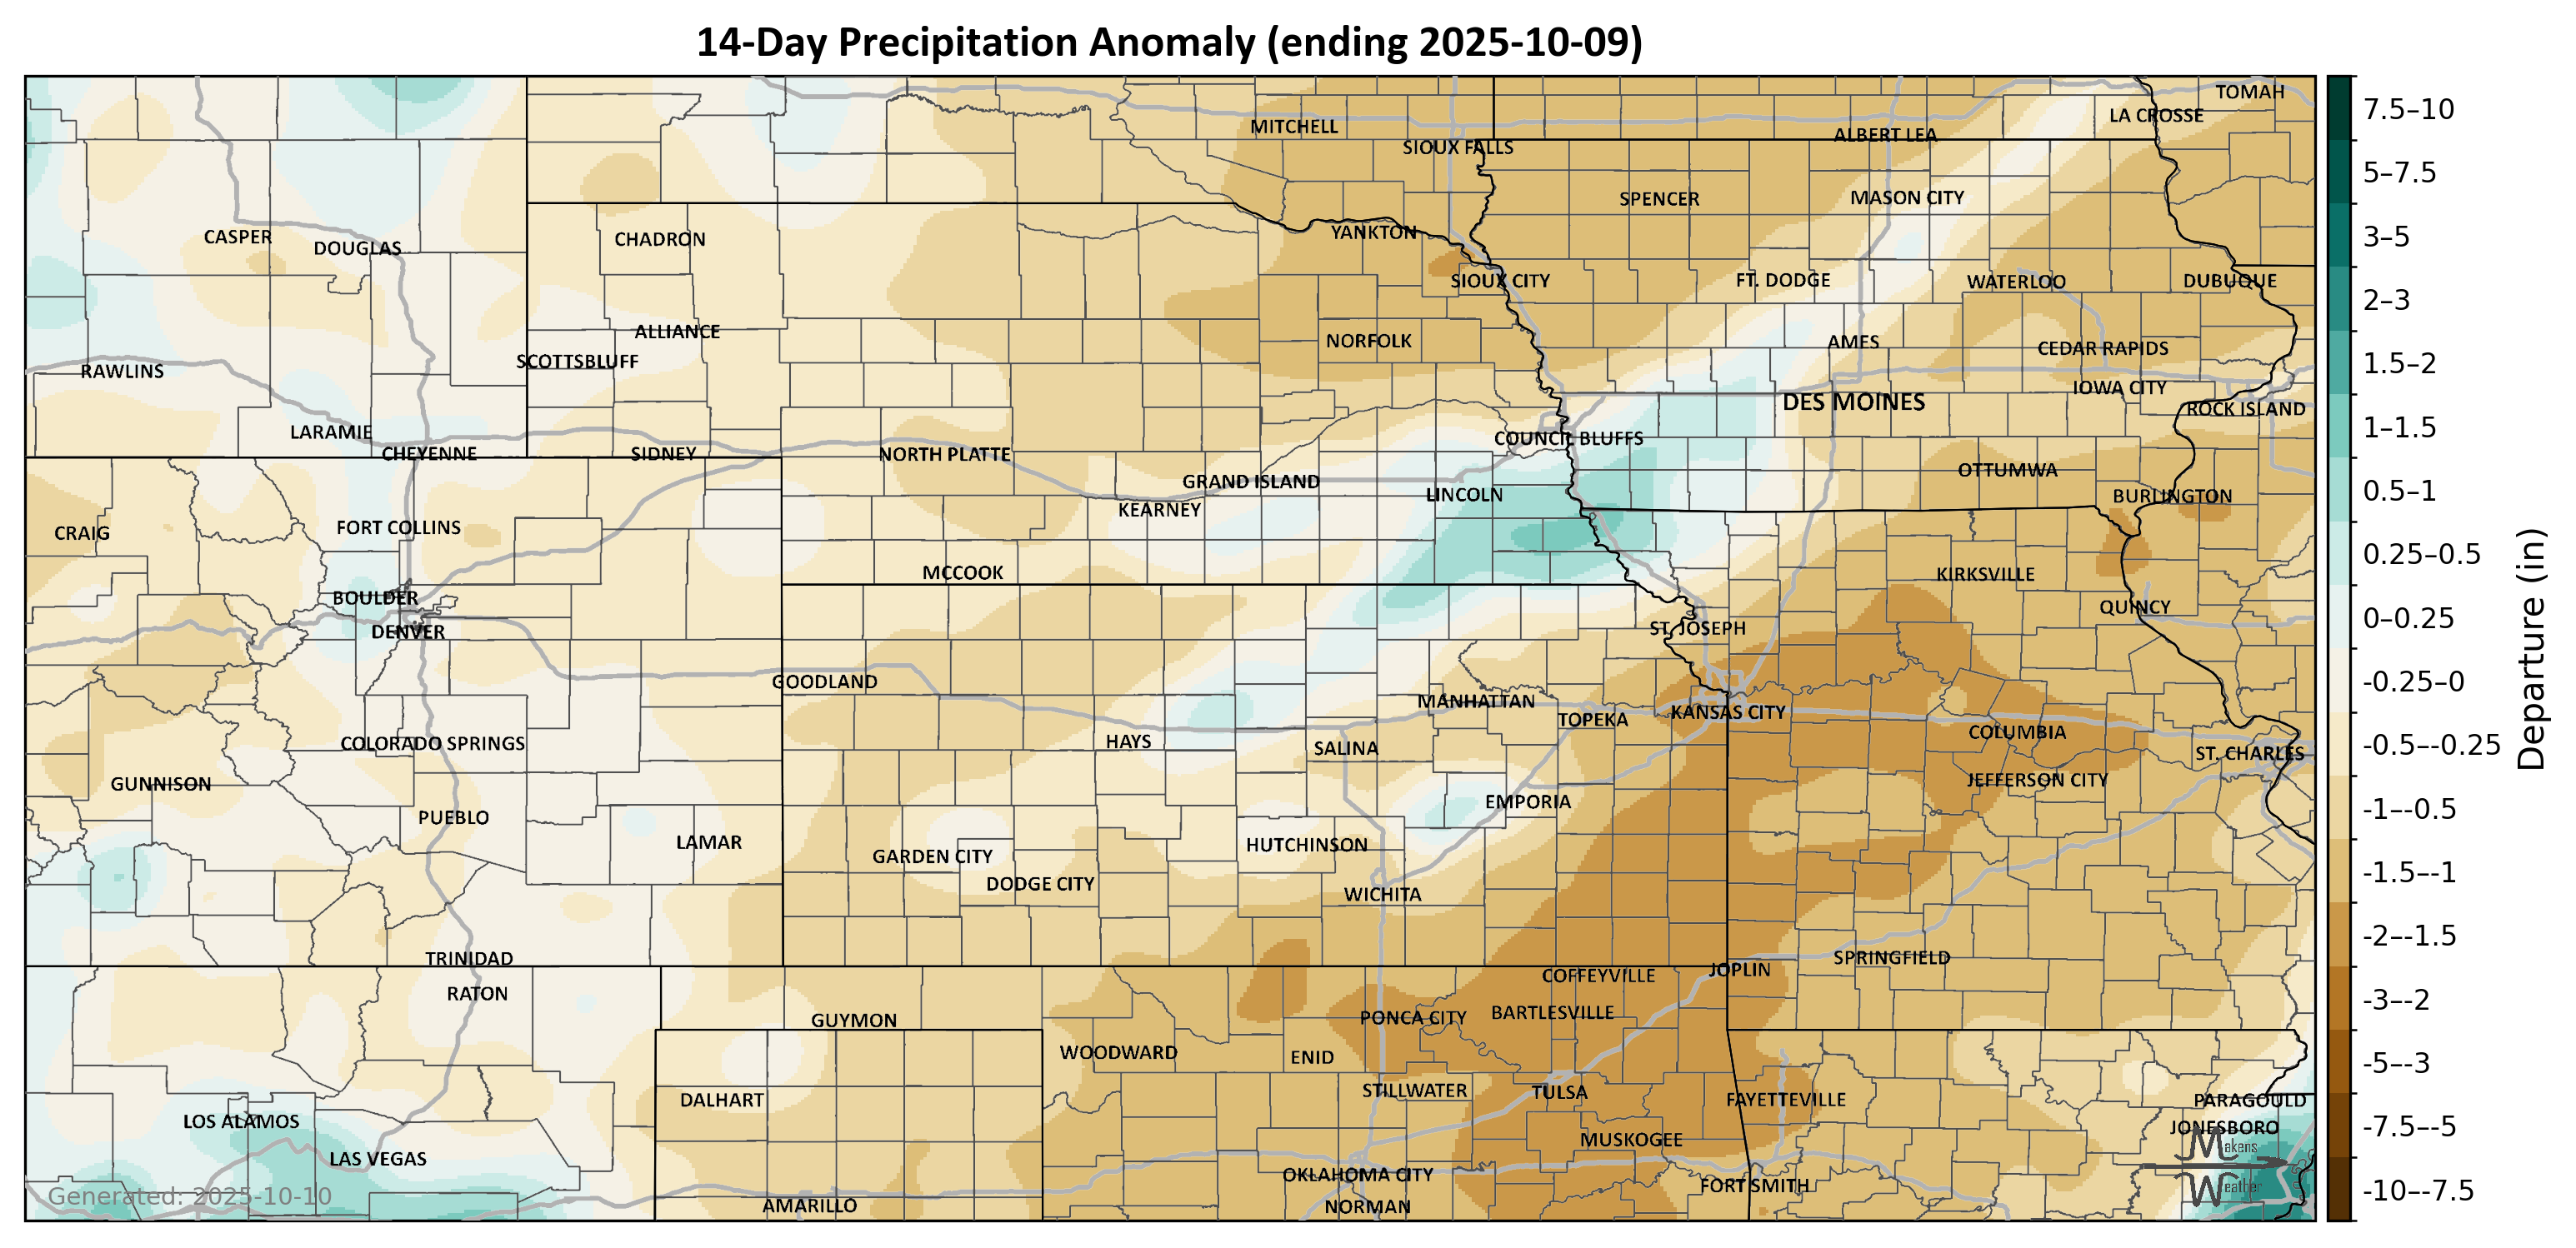 14-Day Precipitation Anomaly (ending 2025-10-09)
TOMAH
LA CROSSE
MITCHELL
ALBERT LEA
SIOUX FALLS
SPENCER
MASON CITY
YANKTON
CASPER
DOUGLAS
CHADRON
SIOUX CITY
FT. DODGE
WATERLOO
DUBUQUE
ALLIANCE
NORFOLK
AMES
CEDAR RAPIDS
SCOTTSBLUFF
RAWLINS
IOWA CITY
DES MOINES
ROCK ISLAND
LARAMIE
COUNCIL BLUFFS
CHEYENNE
SIDNEY
NORTH PLATTE
OTTUMWA
GRAND ISLAND
LINCOLN
BURLINGTON
KEARNEY
CRAIG
FORT COLLINS
MCCOOK
KIRKSVILLE
BOULDER
QUINCY
DENVER
ST. JOSEPH
GOODLAND
MANHATTAN
TOPEKA
KANSAS CITY
COLUMBIA
COLORADO SPRINGS
HAYS
SALINA
ST. CHARLES
GUNNISON
JEFFERSON CITY
EMPORIA
PUEBLO
LAMAR
HUTCHINSON
GARDEN CITY
DODGE CITY
WICHITA
TRINIDAD
SPRINGFIELD
COFFEYVILLE
JOPLIN
RATON
BARTLESVILLE
PONCA CITY
GUYMON
WOODWARD
ENID
STILLWATER
TULSA
DALHART
FAYETTEVILLE
PARAGOULD
LOS ALAMOS
JONESBORO
MUSKOGEE
LAS VEGAS
OKLAHOMA CITY
FORT SMITH
AMARILLO
NORMAN
Generated: 2025-10-10
Makens
Weather
7.5–10
5–7.5
3–5
2–3
1.5–2
1–1.5
0.5–1
0.25–0.5
0–0.25
-0.25–0
-0.5–-0.25
-1–-0.5
-1.5–-1
-2–-1.5
-3–-2
-5–-3
-7.5–-5
-10–-7.5
Departure (in)